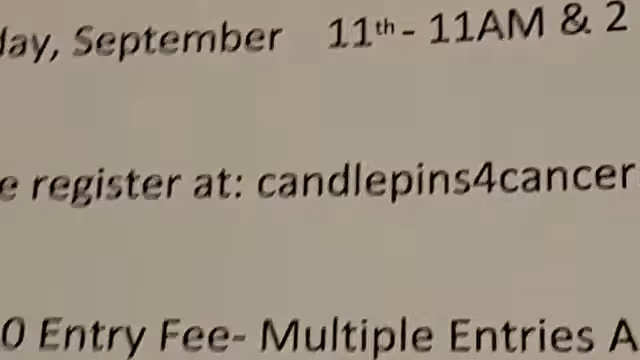 day, September 11th - 11AM & 2
e register at: candlepins4cancer
0 Entry Fee- Multiple Entries A